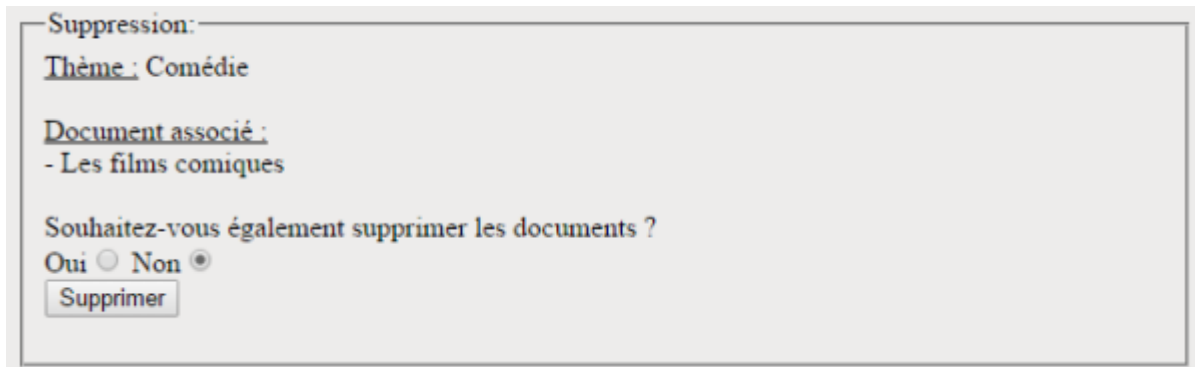 Suppression:
Thème : Comédie
Document associé :
- Les films comiques
Souhaitez-vous également supprimer les documents ?
Oui Non
Supprimer